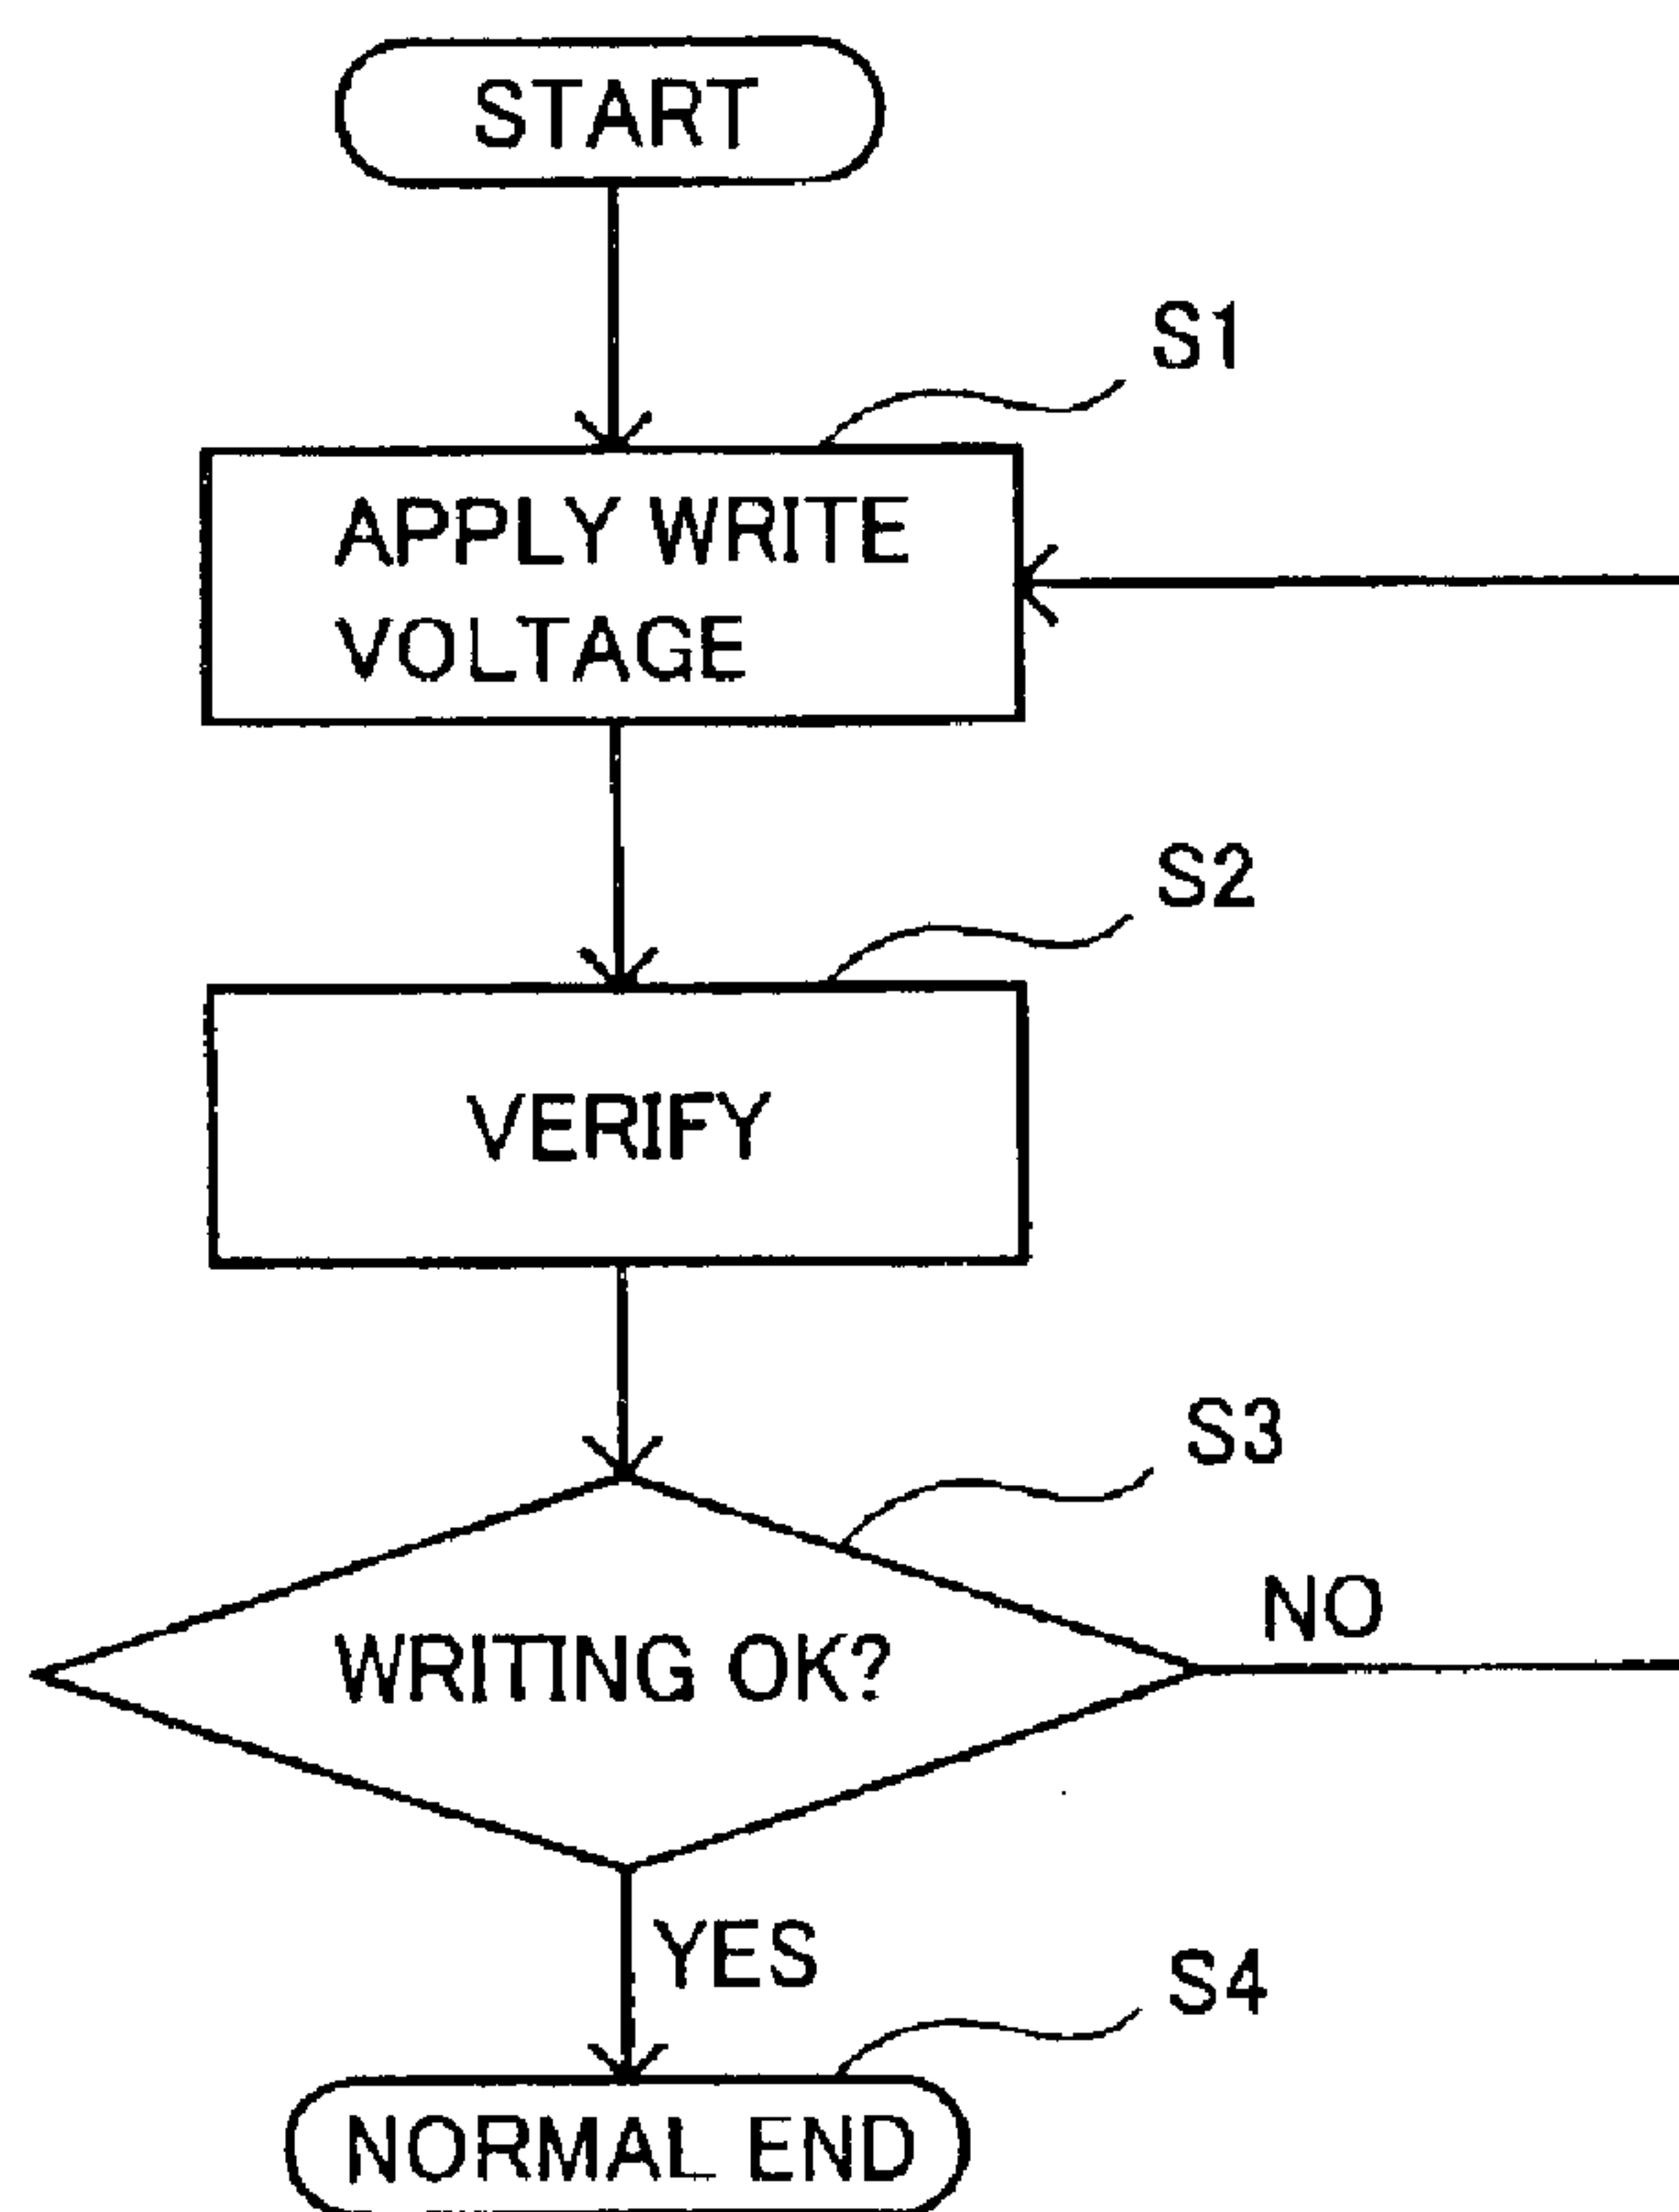 START
S1
APPLY WRITE
VOLTAGE
S2
VERIFY
S3
WRITING OK?
NO
YES
S4
NORMAL END